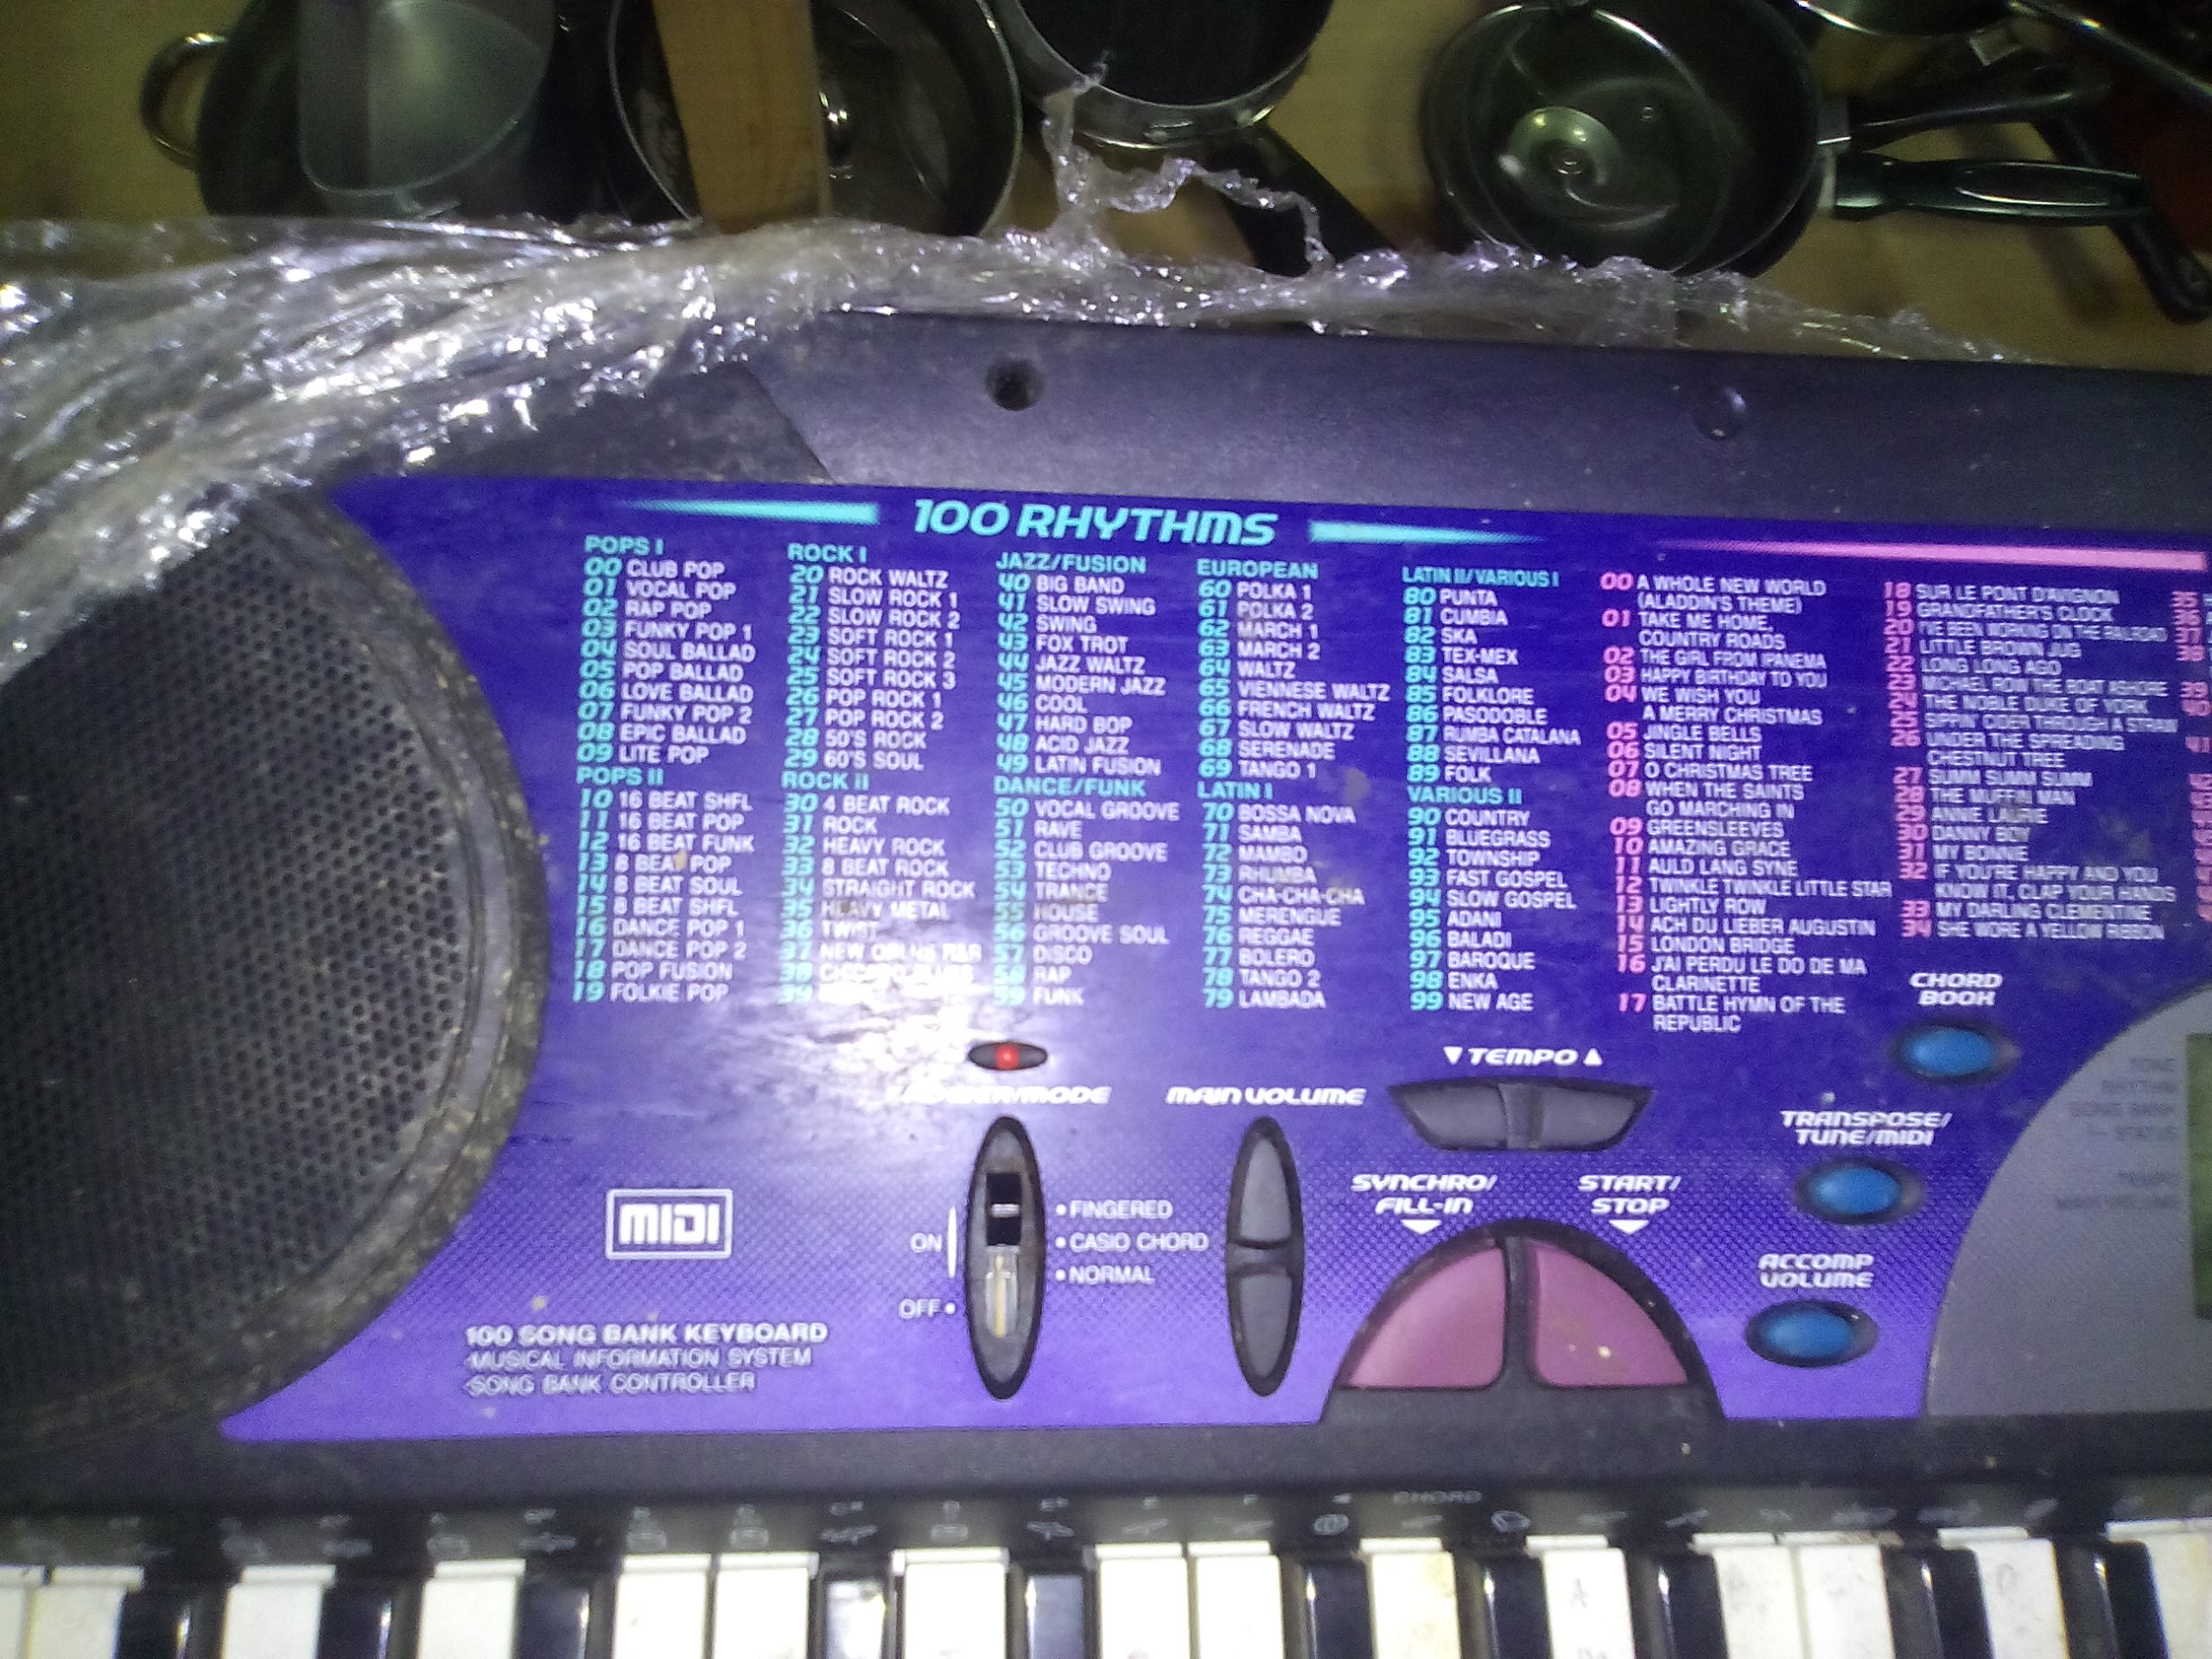 100 RHYTHMS
POPS I
00 CLUB POP
01 VOCAL POP
02 RAP POP
03 FUNKY POP 1
04 SOUL BALLAD
05 POP BALLAD
06 LOVE BALLAD
07 FUNKY POP 2
08 EPIC BALLAD
09 LITE POP
POPS II
10 16 BEAT SHFL
11 16 BEAT POP
12 16 BEAT FUNK
13 8 BEAT POP
14 8 BEAT SOUL
15 8 BEAT SHFL
16 DANCE POP 1
17 DANCE POP 2
18 POP FUSION
19 FOLKIE POP
ROCK I
20 ROCK WALTZ
21 SLOW ROCK 1
22 SLOW ROCK 2
23 SOFT ROCK 1
24 SOFT ROCK 2
25 SOFT ROCK 3
26 POP ROCK 1
27 POP ROCK 2
28 50'S ROCK
29 60'S SOUL
ROCK II
30 4 BEAT ROCK
31 ROCK
32 HEAVY ROCK
33 8 BEAT ROCK
34 STRAIGHT ROCK
35 HEAVY METAL
36 TWIST
37 NEW ORLNS R&B
38
39
JAZZ/FUSION
40 BIG BAND
41 SLOW SWING
42 SWING
43 FOX TROT
44 JAZZ WALTZ
45 MODERN JAZZ
46 COOL
47 HARD BOP
48 ACID JAZZ
49 LATIN FUSION
DANCE/FUNK
50 VOCAL GROOVE
51 RAVE
52 CLUB GROOVE
53 TECHNO
54 TRANCE
55 HOUSE
56 GROOVE SOUL
57 DISCO
58 RAP
59 FUNK
EUROPEAN
60 POLKA 1
61 POLKA 2
62 MARCH 1
63 MARCH 2
64 WALTZ
65 VIENNESE WALTZ
66 FRENCH WALTZ
67 SLOW WALTZ
68 SERENADE
69 TANGO 1
LATIN I
70 BOSSA NOVA
71 SAMBA
72 MAMBO
73 RHUMBA
74 CHA-CHA-CHA
75 MERENGUE
76 REGGAE
77 BOLERO
78 TANGO 2
79 LAMBADA
LATIN II/VARIOUS I
80 PUNTA
81 CUMBIA
82 SKA
83 TEX-MEX
84 SALSA
85 FOLKLORE
86 PASODOBLE
87 RUMBA CATALANA
88 SEVILLANA
89 FOLK
VARIOUS II
90 COUNTRY
91 BLUEGRASS
92 TOWNSHIP
93 FAST GOSPEL
94 SLOW GOSPEL
95 ADANI
96 BALADI
97 BAROQUE
98 ENKA
99 NEW AGE
00 A WHOLE NEW WORLD
(ALADDIN'S THEME)
01 TAKE ME HOME,
COUNTRY ROADS
02 THE GIRL FROM IPANEMA
03 HAPPY BIRTHDAY TO YOU
04 WE WISH YOU
A MERRY CHRISTMAS
05 JINGLE BELLS
06 SILENT NIGHT
07 O CHRISTMAS TREE
08 WHEN THE SAINTS
GO MARCHING IN
09 GREENSLEEVES
10 AMAZING GRACE
11 AULD LANG SYNE
12 TWINKLE TWINKLE LITTLE STAR
13 LIGHTLY ROW
14 ACH DU LIEBER AUGUSTIN
15 LONDON BRIDGE
16 J'AI PERDU LE DO DE MA
CLARINETTE
17 BATTLE HYMN OF THE
REPUBLIC
18 SUR LE PONT D'AVIGNON
19 GRANDFATHER'S CLOCK
20 I'VE BEEN WORKING ON THE RAILROAD
21 LITTLE BROWN JUG
22 LONG LONG AGO
23 MICHAEL ROW THE BOAT ASHORE
24 THE NOBLE DUKE OF YORK
25 SIPPIN' CIDER THROUGH A STRAW
26 UNDER THE SPREADING
CHESTNUT TREE
27 SUMM SUMM SUMM
28 THE MUFFIN MAN
29 ANNIE LAURIE
30 DANNY BOY
31 MY BONNIE
32 IF YOU'RE HAPPY AND YOU
KNOW IT, CLAP YOUR HANDS
33 MY DARLING CLEMENTINE
34 SHE WORE A YELLOW RIBBON
35
36
37
38
39
40
41
CHORD
BOOK
▼ TEMPO ▲
MODE
MAIN VOLUME
TRANSPOSE/
TUNE/MIDI
SYNCHRO/
FILL-IN
START/
STOP
ACCOMP
VOLUME
MIDI
ON
OFF •
• FINGERED
• CASIO CHORD
• NORMAL
100 SONG BANK KEYBOARD
•MUSICAL INFORMATION SYSTEM
•SONG BANK CONTROLLER
TONE
RHYTHM
SONG BANK
STATUS
CHORD